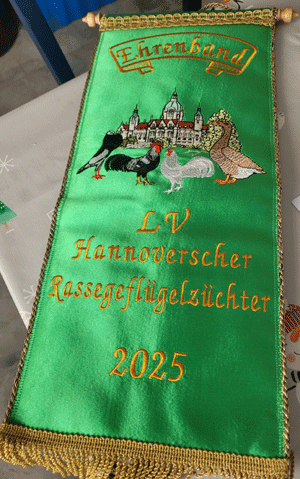 Ehrenband
LV
Hannoverscher
Rassegeflügelzüchter
2025